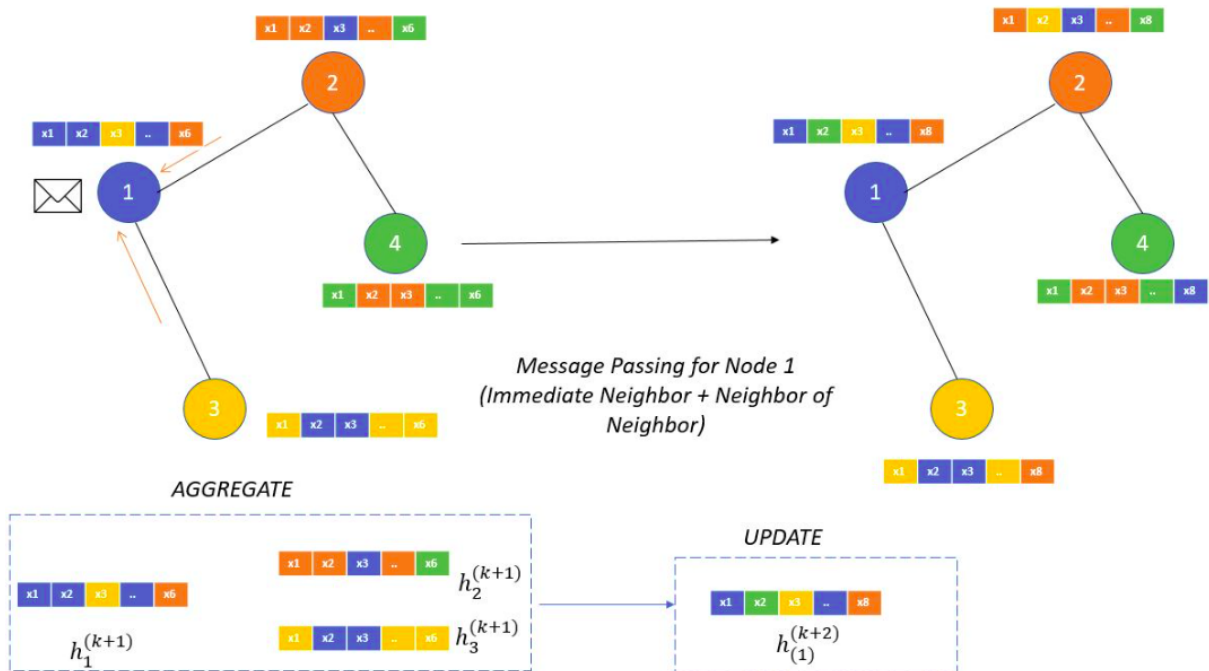 x1 x2 x3 .. x6
2
x1 x2 x3 .. x6
1
4
x1 x2 x3 .. x6
3
x1 x2 x3 .. x6
x1 x2 x3 .. x8
2
x1 x2 x3 .. x8
1
4
x1 x2 x3 .. x8
3
x1 x2 x3 .. x8
Message Passing for Node 1
(Immediate Neighbor + Neighbor of
Neighbor)
AGGREGATE
x1 x2 x3 .. x6
h_1^{(k+1)}
x1 x2 x3 .. x6
h_2^{(k+1)}
x1 x2 x3 .. x6
h_3^{(k+1)}
UPDATE
x1 x2 x3 .. x8
h_{(1)}^{(k+2)}